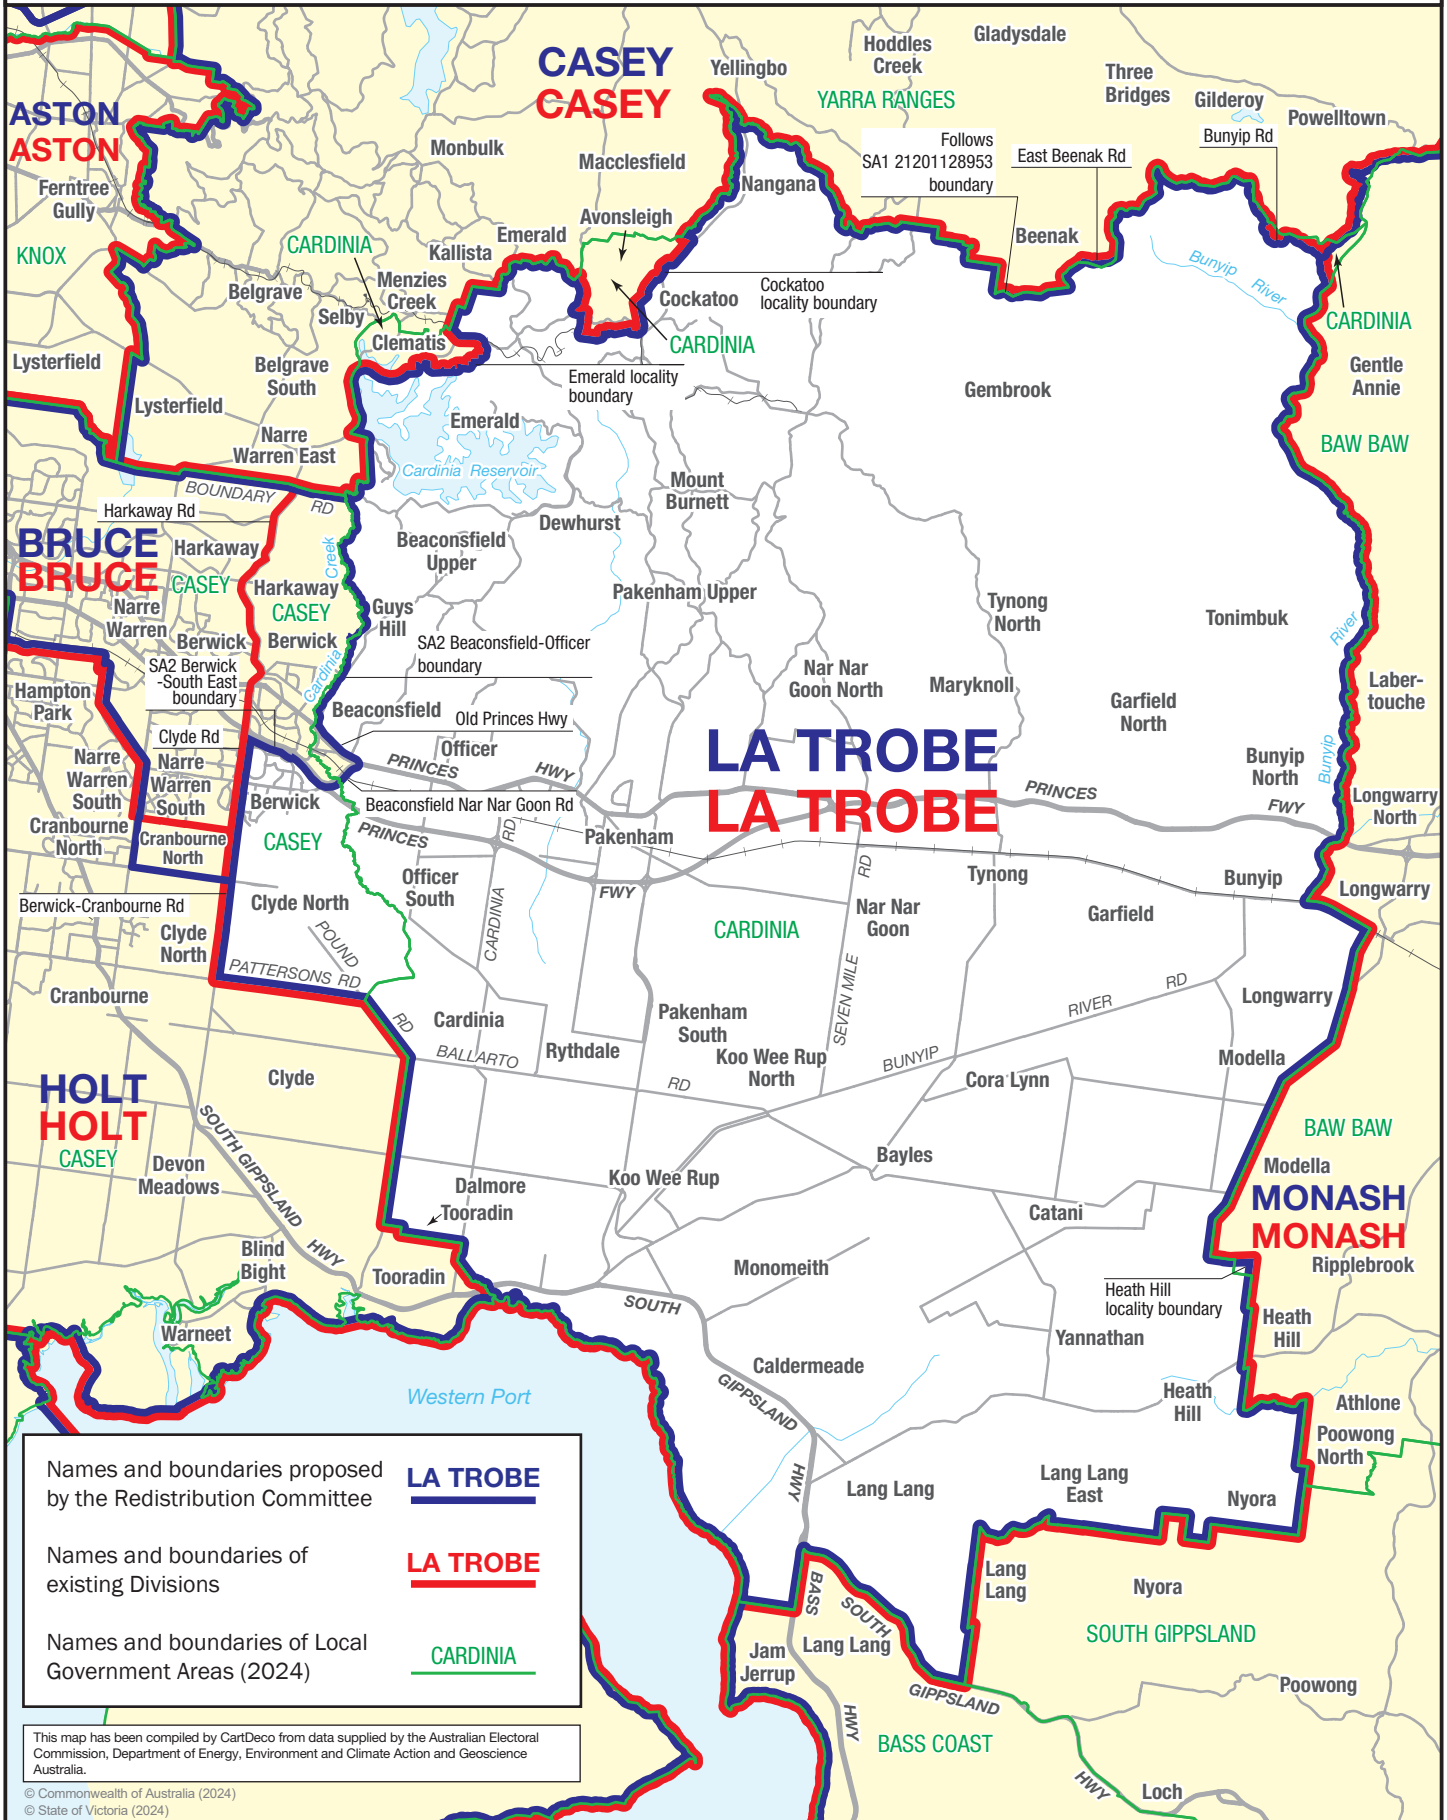 Gladysdale
Hoddles
Creek
CASEY
CASEY
Yellingbo
Three
Bridges
YARRA RANGES
Gilderoy
Powelltown
ASTON
ASTON
Bunyip Rd
Follows
SA1 21201128953
boundary
East Beenak Rd
Monbulk
Macclesfield
Nangana
Ferntree
Gully
Avonsleigh
Emerald
Beenak
CARDINIA
KNOX
Kallista
Bunyip River
Menzies
Creek
Belgrave
Cockatoo
Cockatoo
locality boundary
Selby
Clematis
CARDINIA
CARDINIA
Lysterfield
Belgrave
South
Emerald locality
boundary
Gembrook
Gentle
Annie
Lysterfield
Emerald
Narre
Warren East
BAW BAW
Cardinia Reservoir
Mount
Burnett
BOUNDARY RD
Harkaway Rd
Dewhurst
BRUCE
BRUCE
Harkaway
Beaconsfield
Upper
Creek
CASEY
Harkaway
CASEY
Pakenham Upper
Narre
Warren
Guys
Hill
Tynong
North
Tonimbuk
River
Berwick
Berwick
SA2 Beaconsfield-Officer
boundary
SA2 Berwick
-South East
boundary
Cardinia
Nar Nar
Goon North
Maryknoll
Hampton
Park
Laber-
touche
Garfield
North
Beaconsfield
Old Princes Hwy
Clyde Rd
LA TROBE
LA TROBE
Officer
Narre
Warren
South
Narre
Warren
South
PRINCES HWY
Bunyip
North
Bunyip
Berwick
Beaconsfield Nar Nar Goon Rd
PRINCES FWY
Longwarry
North
Cranbourne
North
Cranbourne
North
CASEY
PRINCES FWY
RD
Pakenham
Officer
South
RD
Tynong
Bunyip
Longwarry
Berwick-Cranbourne Rd
Clyde North
CARDINIA
CARDINIA
Nar Nar
Goon
Garfield
Clyde
North
POUND
PATTERSONS RD
Cranbourne
RD
Cardinia
Pakenham
South
SEVEN MILE
RIVER RD
Longwarry
BALLARTO RD
Rythdale
Koo Wee Rup
North
BUNYIP
Modella
Clyde
Cora Lynn
HOLT
HOLT
CASEY
SOUTH GIPPSLAND HWY
BAW BAW
Devon
Meadows
Bayles
Modella
Koo Wee Rup
Dalmore
MONASH
MONASH
Tooradin
Catani
Blind
Bight
Monomeith
Ripplebrook
Tooradin
Heath Hill
locality boundary
SOUTH
Warneet
Heath
Hill
Yannathan
Caldermeade
Western Port
GIPPSLAND
Heath
Hill
Athlone
Poowong
North
HWY
Lang Lang
Lang Lang
East
Nyora
Names and boundaries proposed
by the Redistribution Committee
LA TROBE
Names and boundaries of
existing Divisions
LA TROBE
Names and boundaries of Local
Government Areas (2024)
CARDINIA
Lang
Lang
Nyora
BASS
SOUTH
SOUTH GIPPSLAND
Lang Lang
Jam
Jerrup
Poowong
GIPPSLAND
HWY
BASS COAST
HWY
Loch
This map has been compiled by CartDeco from data supplied by the Australian Electoral
Commission, Department of Energy, Environment and Climate Action and Geoscience
Australia.
© Commonwealth of Australia (2024)
© State of Victoria (2024)